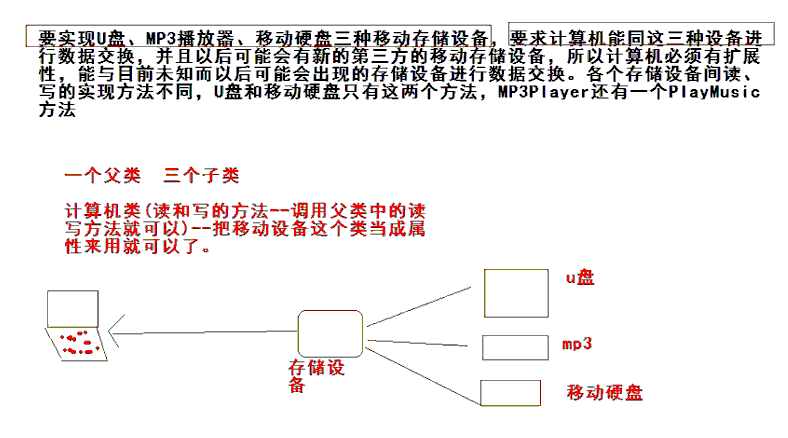 要实现U盘、MP3播放器、移动硬盘三种移动存储设备，要求计算机能同这三种设备进
行数据交换，并且以后可能会有新的第三方的移动存储设备，所以计算机必须有扩展
性，能与目前未知而以后可能会出现的存储设备进行数据交换。各个存储设备间读、
写的实现方法不同，U盘和移动硬盘只有这两个方法，MP3Player还有一个PlayMusic
方法
一个父类 三个子类
计算机类(读和写的方法--调用父类中的读
写方法就可以)--把移动设备这个类当成属
性来用就可以了。
u盘
mp3
存储设
备
移动硬盘